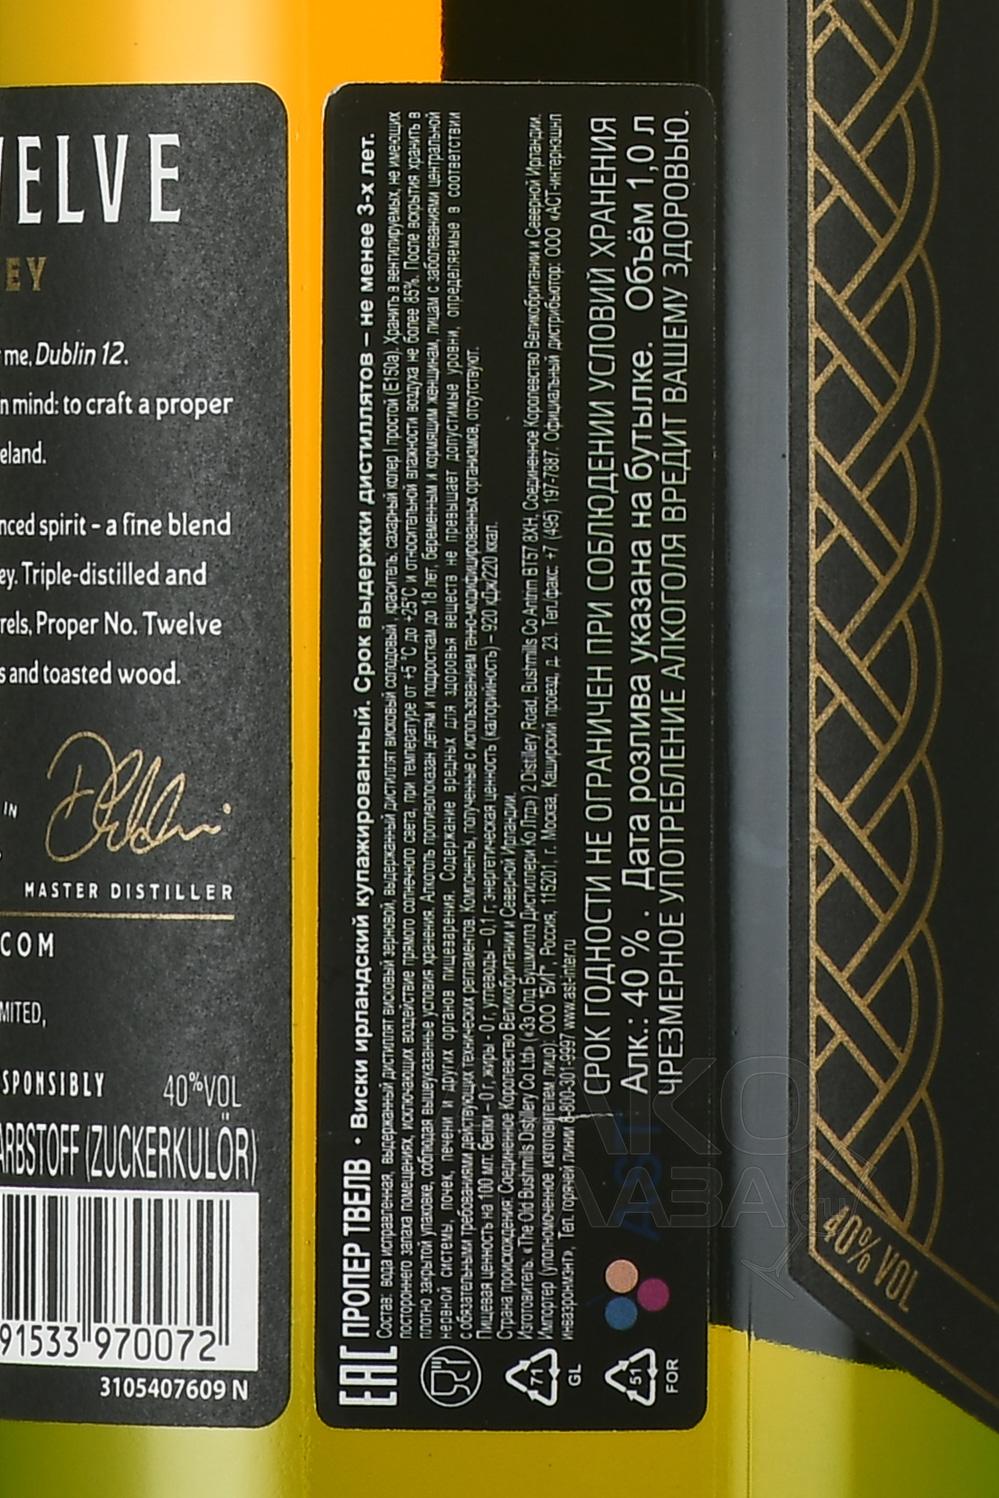 WELVE
EY
me, Dublin 12.
n mind: to craft a proper
eland.
nced spirit – a fine blend
ey. Triple-distilled and
rels, Proper No. Twelve
s and toasted wood.
IN
MASTER DISTILLER
.COM
MITED,
SPONSIBLY
40%VOL
ARBSTOFF (ZUCKERKULÖR)
91533 970072
3105407609 N
EAC ПРОПЕР ТВЕЛВ • Виски ирландский купажированный. Срок выдержки дистиллятов – не менее 3-х лет.
Состав: вода исправленная, выдержанный дистиллят висковый зерновой, выдержанный дистиллят висковый солодовый, краситель, сахарный колер I простой (Е150а). Хранить в вентилируемых, не имеющих
постороннего запаха помещениях, исключающих воздействие прямого солнечного света, при температуре от +5 °С до +25°С и относительной влажности воздуха не более 85%. После вскрытия хранить в
плотно закрытой упаковке, соблюдая вышеуказанные условия хранения. Алкоголь противопоказан детям и подросткам до 18 лет, беременным и кормящим женщинам, лицам с заболеваниями центральной
нервной системы, почек, печени и других органов пищеварения. Содержание вредных для здоровья веществ не превышает допустимые уровни, определяемые в соответствии
с обязательными требованиями действующих технических регламентов. Компоненты, полученные с использованием генно-модифицированных организмов, отсутствуют.
Пищевая ценность на 100 мл: белки – 0 г, жиры - 0 г, углеводы – 0,1 г; энергетическая ценность (калорийность) – 920 кДж/220 ккал.
Страна происхождения: Соединенное Королевство Великобритании и Северной Ирландии.
Изготовитель: «The Old Bushmills Distillery Co Ltd» («Зэ Олд Бушмиллз Дистиллери Ко Лтд») 2 Distillery Road, Bushmills Co Antrim BT57 8XH, Соединенное Королевство Великобритании и Северной Ирландии.
Импортер (уполномоченное изготовителем лицо): ООО "БИГ", Россия, 115201, г. Москва, Каширский проезд, д. 23. Тел./факс: +7 (495) 197-7887. Официальный дистрибьютор: ООО «АСТ-интернэшнл
инваэронмэнт», Тел. горячей линии 8-800-301-9997 www.ast-inter.ru
СРОК ГОДНОСТИ НЕ ОГРАНИЧЕН ПРИ СОБЛЮДЕНИИ УСЛОВИЙ ХРАНЕНИЯ
Алк.: 40 % . Дата розлива указана на бутылке. Объём 1,0 л
ЧРЕЗМЕРНОЕ УПОТРЕБЛЕНИЕ АЛКОГОЛЯ ВРЕДИТ ВАШЕМУ ЗДОРОВЬЮ.
AST
71
GL
51
FOR
40% VOL